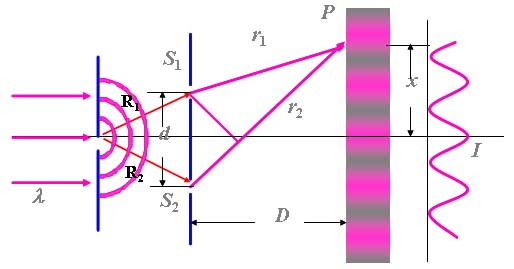 P
S₁
r₁
R₁
x
r₂
d
R₂
I
λ
S₂
D